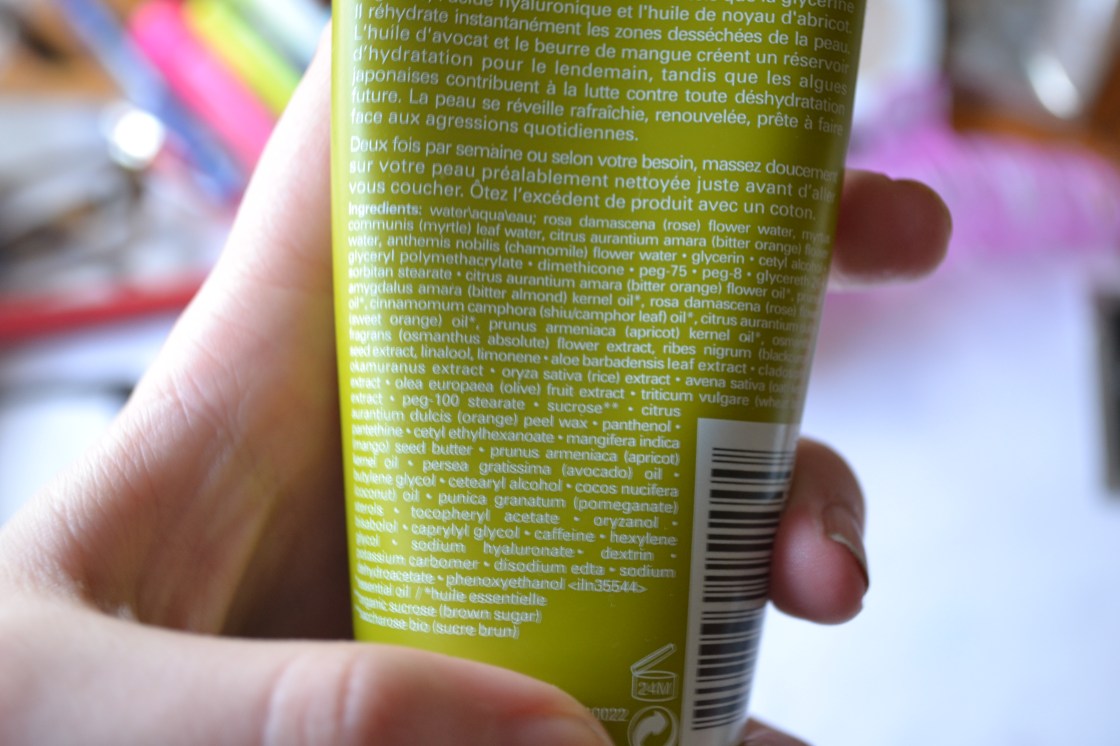 hyaluronique et l'huile de noyau d'abricot.
Il réhydrate instantanément les zones desséchées de la peau.
L'huile d'avocat et le beurre de mangue créent un réservoir
d'hydratation pour le lendemain, tandis que les algues
japonaises contribuent à la lutte contre toute déshydratation
future. La peau se réveille rafraîchie, renouvelée, prête à faire
face aux agressions quotidiennes.
Deux fois par semaine ou selon votre besoin, massez doucement
sur votre peau préalablement nettoyée juste avant d'aller
vous coucher. Ôtez l'excédent de produit avec un coton.
Ingredients: water\aqua\eau; rosa damascena (rose) flower water,
communis (myrtle) leaf water, citrus aurantium amara (bitter orange)
water, anthemis nobilis (chamomile) flower water • glycerin • cetyl
glyceryl polymethacrylate • dimethicone • peg-75 • peg-8 •
sorbitan stearate • citrus aurantium amara (bitter orange) flower oil*,
amygdalus amara (bitter almond) kernel oil*, rosa damascena (rose)
oil*, cinnamomum camphora (shiu/camphor leaf) oil*, citrus aurantium
(sweet orange) oil*, prunus armeniaca (apricot) kernel oil*,
fragrans (osmanthus absolute) flower extract, ribes nigrum
seed extract, linalool, limonene • aloe barbadensis leaf extract •
okamuranus extract • oryza sativa (rice) extract • avena sativa
extract • olea europaea (olive) fruit extract • triticum vulgare
extract • peg-100 stearate • sucrose** • citrus
aurantium dulcis (orange) peel wax • panthenol •
pantethine • cetyl ethylhexanoate • mangifera indica
(mango) seed butter • prunus armeniaca (apricot)
kernel oil • persea gratissima (avocado) oil •
butylene glycol • cetearyl alcohol • cocos nucifera
(coconut) oil • punica granatum (pomeganate)
sterols • tocopheryl acetate • oryzanol •
bisabolol • caprylyl glycol • caffeine • hexylene
glycol • sodium hyaluronate • dextrin •
potassium carbomer • disodium edta • sodium
dehydroacetate • phenoxyethanol <iln35544>
*essential oil / *huile essentielle
organic sucrose (brown sugar)
saccharose bio (sucre brun)
24M
0022